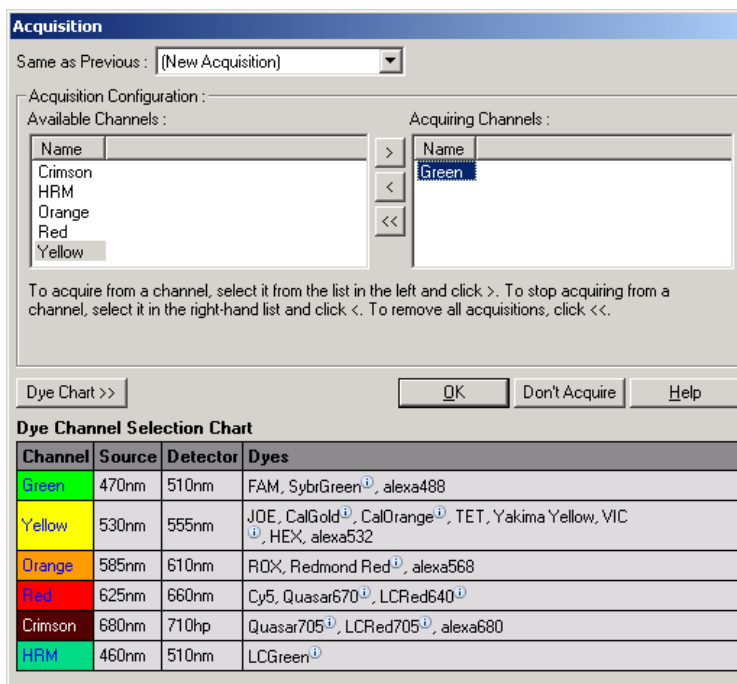 Acquisition
Same as Previous : (New Acquisition)
Acquisition Configuration :
Available Channels :
Acquiring Channels :
Name
Crimson
HRM
Orange
Red
Yellow
>
<
<<
Name
Green
To acquire from a channel, select it from the list in the left and click >. To stop acquiring from a
channel, select it in the right-hand list and click <. To remove all acquisitions, click <<.
Dye Chart >> OK Don't Acquire Help
Dye Channel Selection Chart
Channel Source Detector Dyes
Green 470nm 510nm FAM, SybrGreen ⓘ, alexa488
Yellow 530nm 555nm JOE, CalGold ⓘ, CalOrange ⓘ, TET, Yakima Yellow, VIC
ⓘ, HEX, alexa532
Orange 585nm 610nm ROX, Redmond Red ⓘ, alexa568
Red 625nm 660nm Cy5, Quasar670 ⓘ, LCRed640 ⓘ
Crimson 680nm 710hp Quasar705 ⓘ, LCRed705 ⓘ, alexa680
HRM 460nm 510nm LCGreen ⓘ